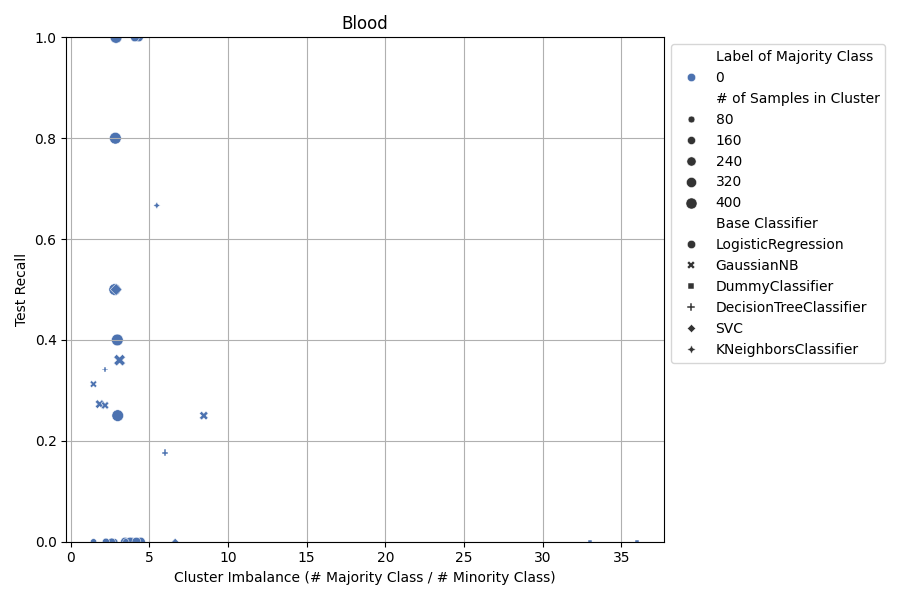 Blood
1.0
0.8
0.6
0.4
0.2
0.0
Test Recall
0 5 10 15 20 25 30 35
Cluster Imbalance (# Majority Class / # Minority Class)
Label of Majority Class
0
# of Samples in Cluster
80
160
240
320
400
Base Classifier
LogisticRegression
GaussianNB
DummyClassifier
DecisionTreeClassifier
SVC
KNeighborsClassifier